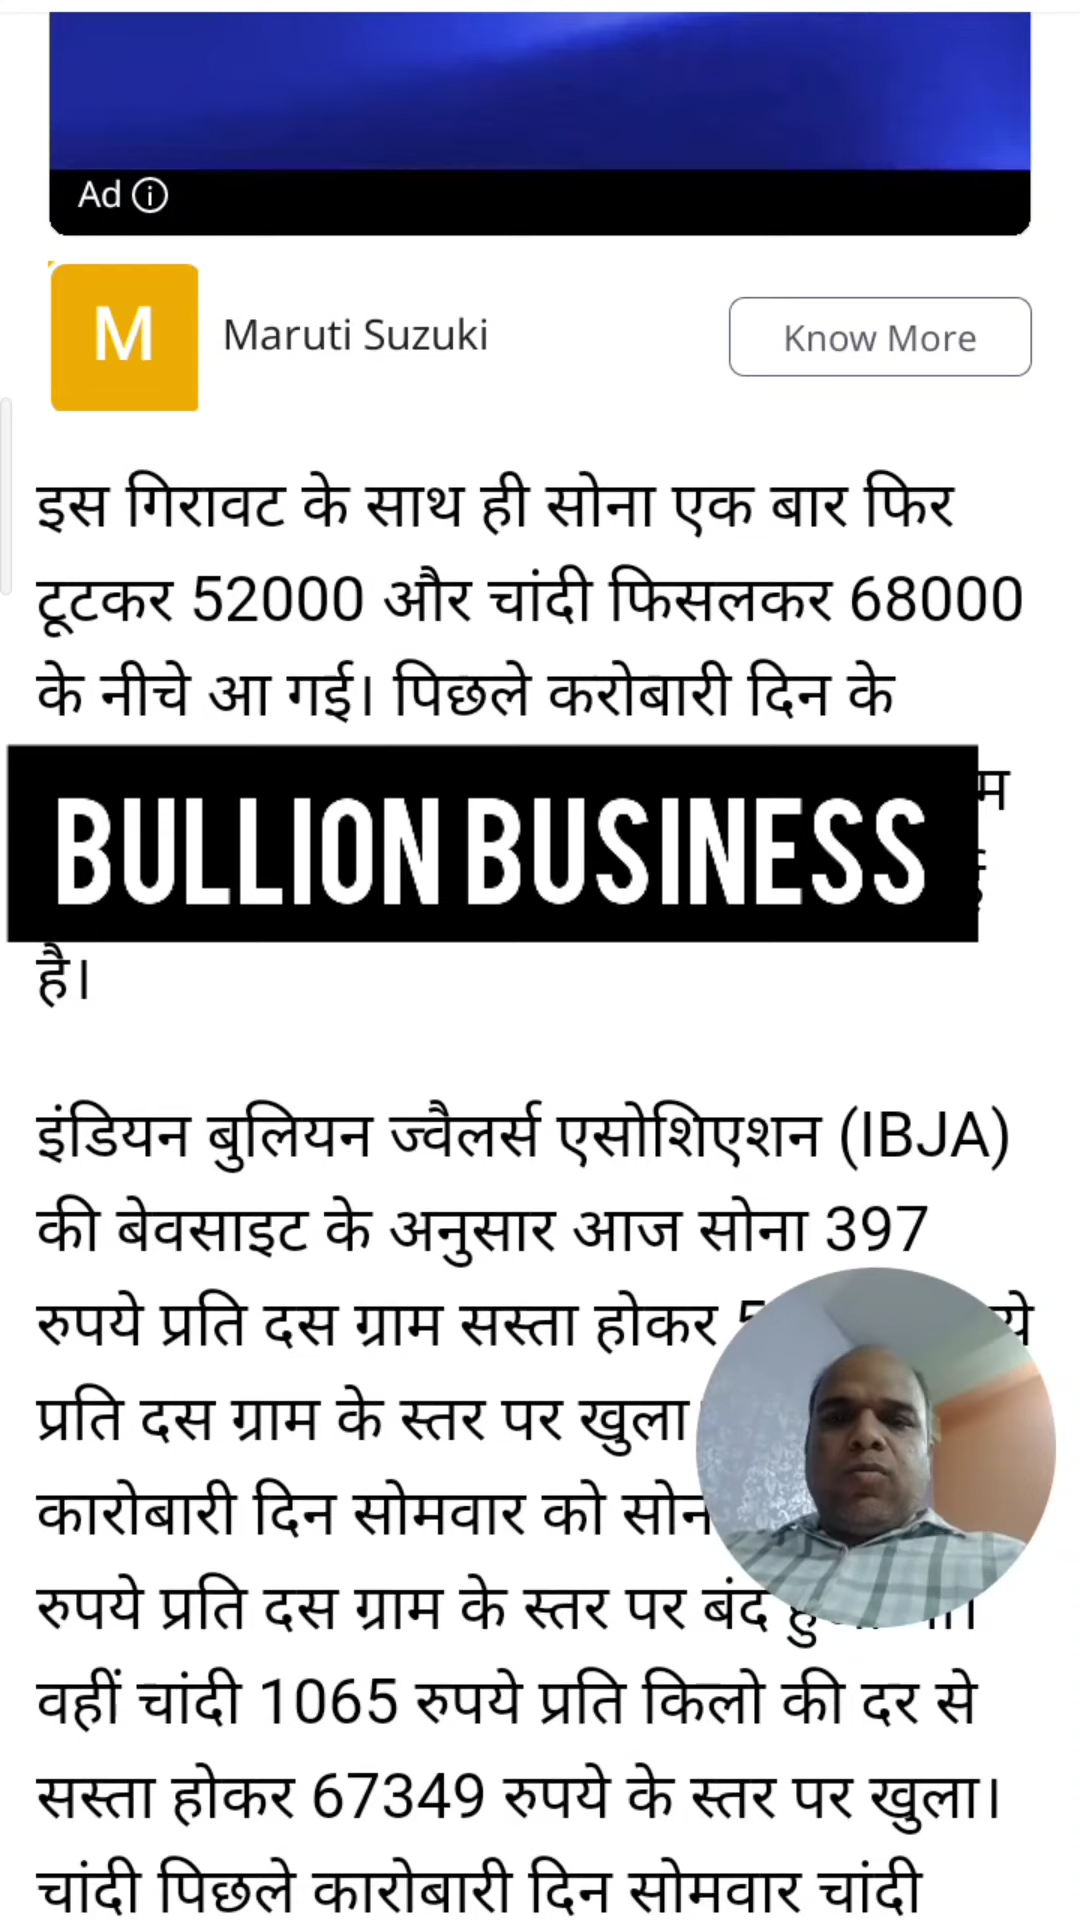 Ad
M
Maruti Suzuki
Know More
इस गिरावट के साथ ही सोना एक बार फिर
टूटकर 52000 और चांदी फिसलकर 68000
के नीचे आ गई। पिछले करोबारी दिन के
BULLION BUSINESS
है।
इंडियन बुलियन ज्वैलर्स एसोशिएशन (IBJA)
की बेवसाइट के अनुसार आज सोना 397
रुपये प्रति दस ग्राम सस्ता होकर
प्रति दस ग्राम के स्तर पर खुला
कारोबारी दिन सोमवार को
रुपये प्रति दस ग्राम के स्तर पर बंद
वहीं चांदी 1065 रुपये प्रति किलो की दर से
सस्ता होकर 67349 रुपये के स्तर पर खुला।
चांदी पिछले कारोबारी दिन सोमवार चांदी